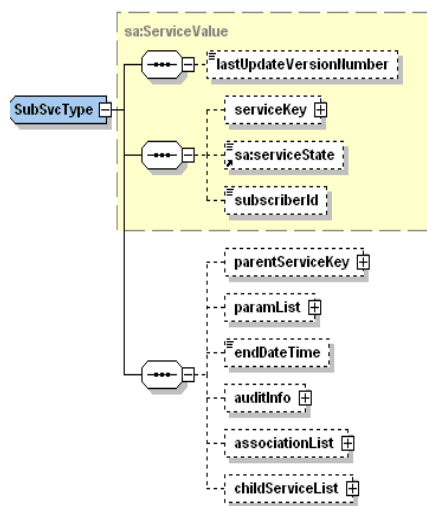 sa:ServiceValue
lastUpdateVersionNumber
SubSvcType
serviceKey
sa:serviceState
subscriberId
parentServiceKey
paramList
endDateTime
auditInfo
associationList
childServiceList